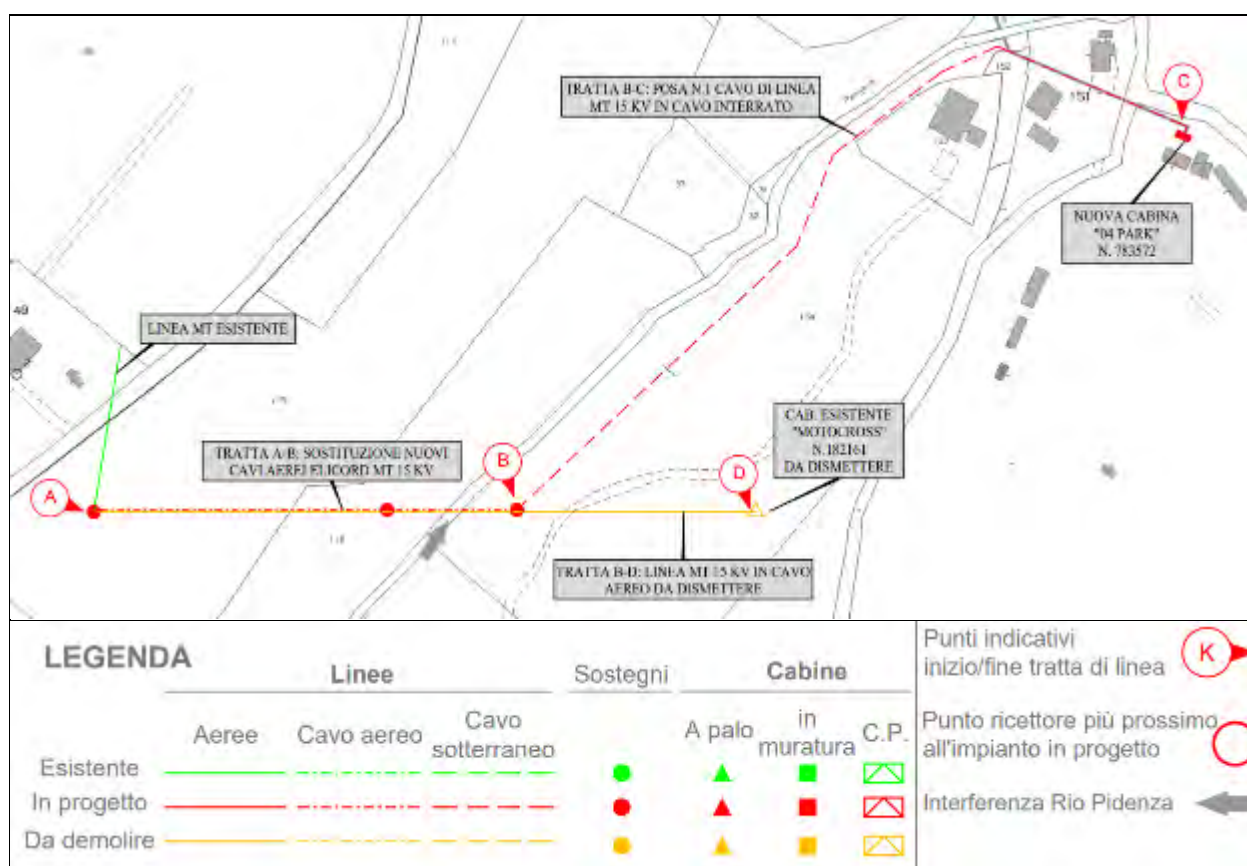 TRATTA B-C: POSA N.1 CAVO DI LINEA
MT 15 KV IN CAVO INTERRATO
152
151
C
NUOVA CABINA
"04 PARK"
N. 783572
49
LINEA MT ESISTENTE
CAB. ESISTENTE
"MOTOCROSS"
N.182161
DA DISMETTERE
TRATTA A-B: SOSTITUZIONE NUOVI
CAVI AEREI ELICORD MT 15 KV
A
B
D
TRATTA B-D: LINEA MT 15 KV IN CAVO
AEREO DA DISMETTERE
LEGENDA
Linee
Sostegni
Cabine
Aeree
Cavo aereo
Cavo
sotterraneo
A palo
in
muratura
C.P.
Esistente
In progetto
Da demolire
Punti indicativi
inizio/fine tratta di linea
K
Punto ricettore più prossimo
all'impianto in progetto
Interferenza Rio Pidenza